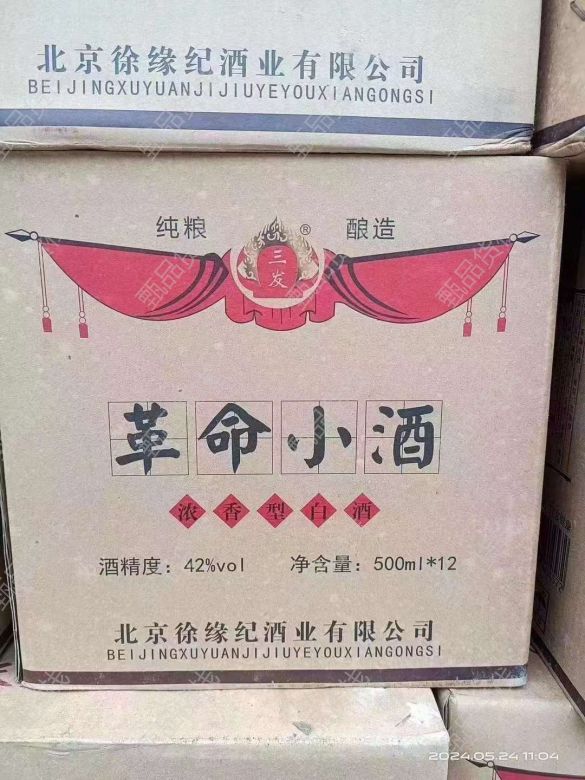 北京徐缘纪酒业有限公司
BEIJINGXUYUANJIJIUYEYOUXIANGONGSI
纯粮 酿造
三发 ®
革命小酒
浓香型白酒
酒精度：42%vol 净含量：500ml*12
北京徐缘纪酒业有限公司
BEIJINGXUYUANJIJIUYEYOUXIANGONGSI
2024.05.24 11:04